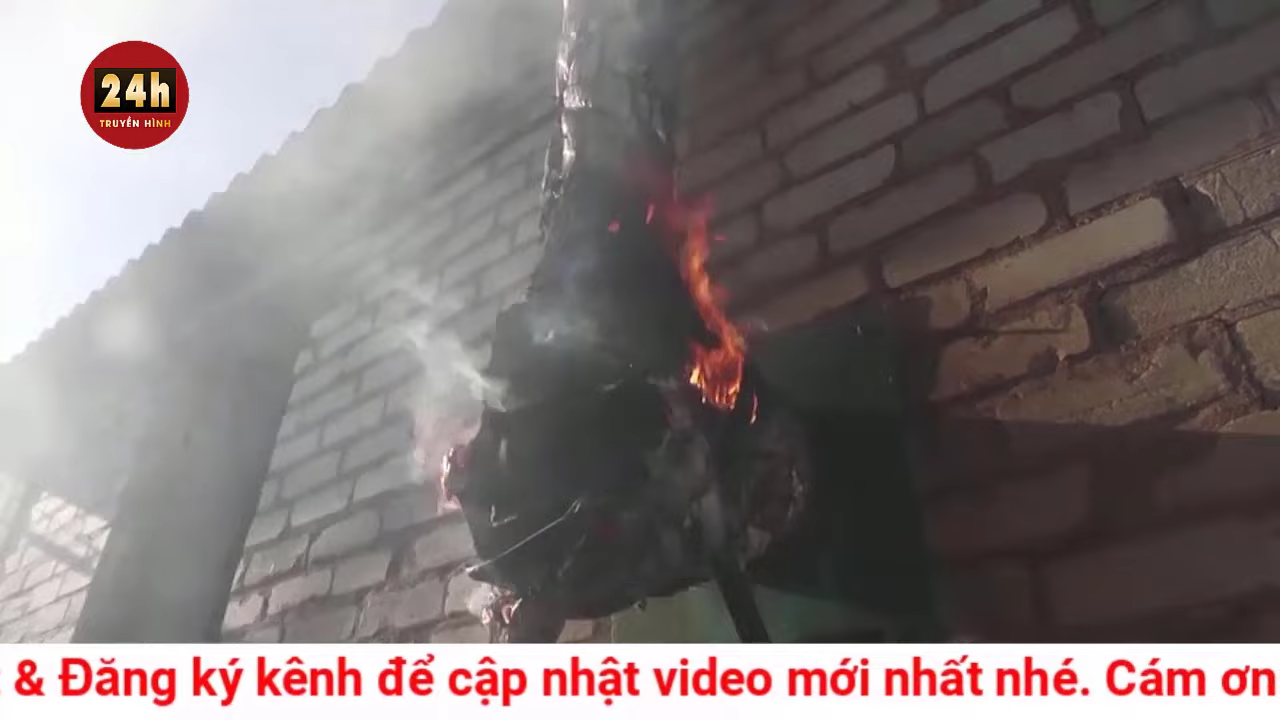 24h
TRUYỀN HÌNH
& Đăng ký kênh để cập nhật video mới nhất nhé. Cám ơn